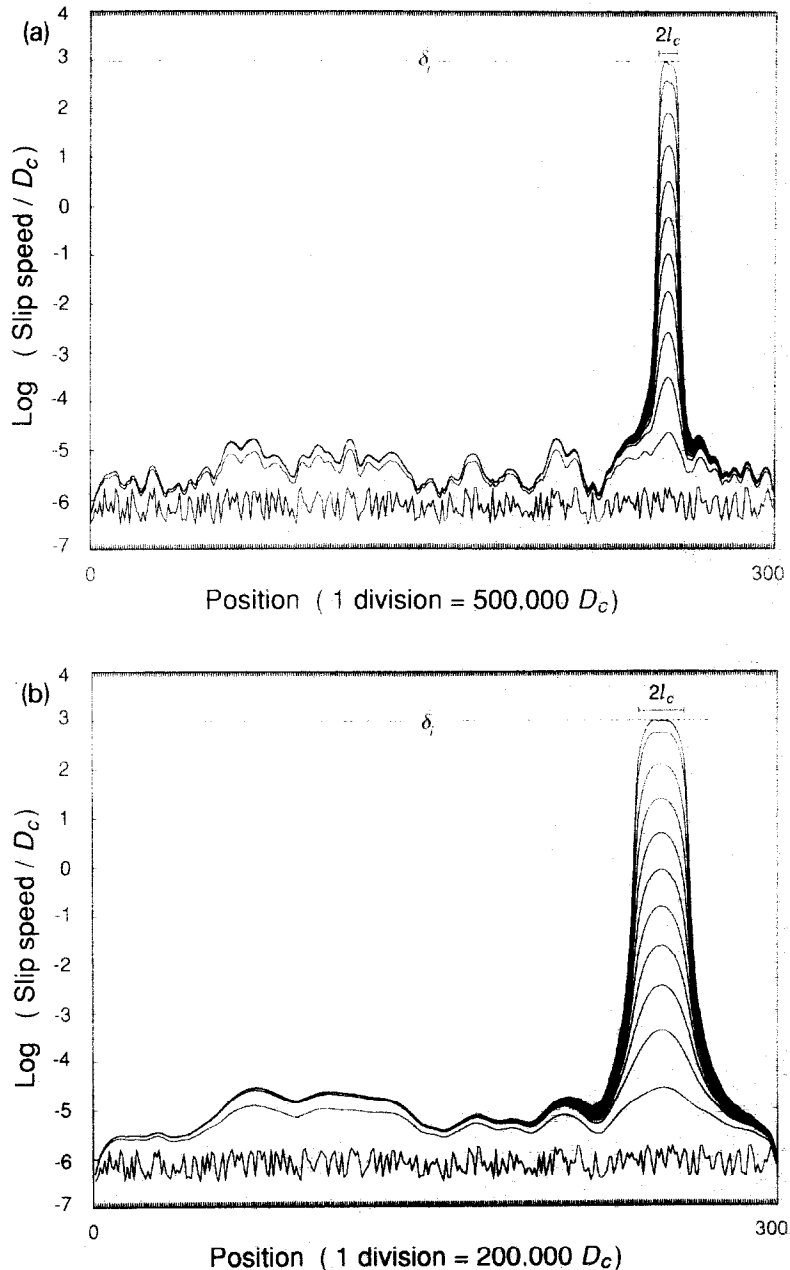 (a)
4
3
2
1
0
-1
-2
-3
-4
-5
-6
-7
Log ( Slip speed / Dc )
2lc
δ̇i
0
300
Position ( 1 division = 500,000 Dc )
(b)
4
3
2
1
0
-1
-2
-3
-4
-5
-6
-7
Log ( Slip speed / Dc )
2lc
δ̇i
0
300
Position ( 1 division = 200.000 Dc )